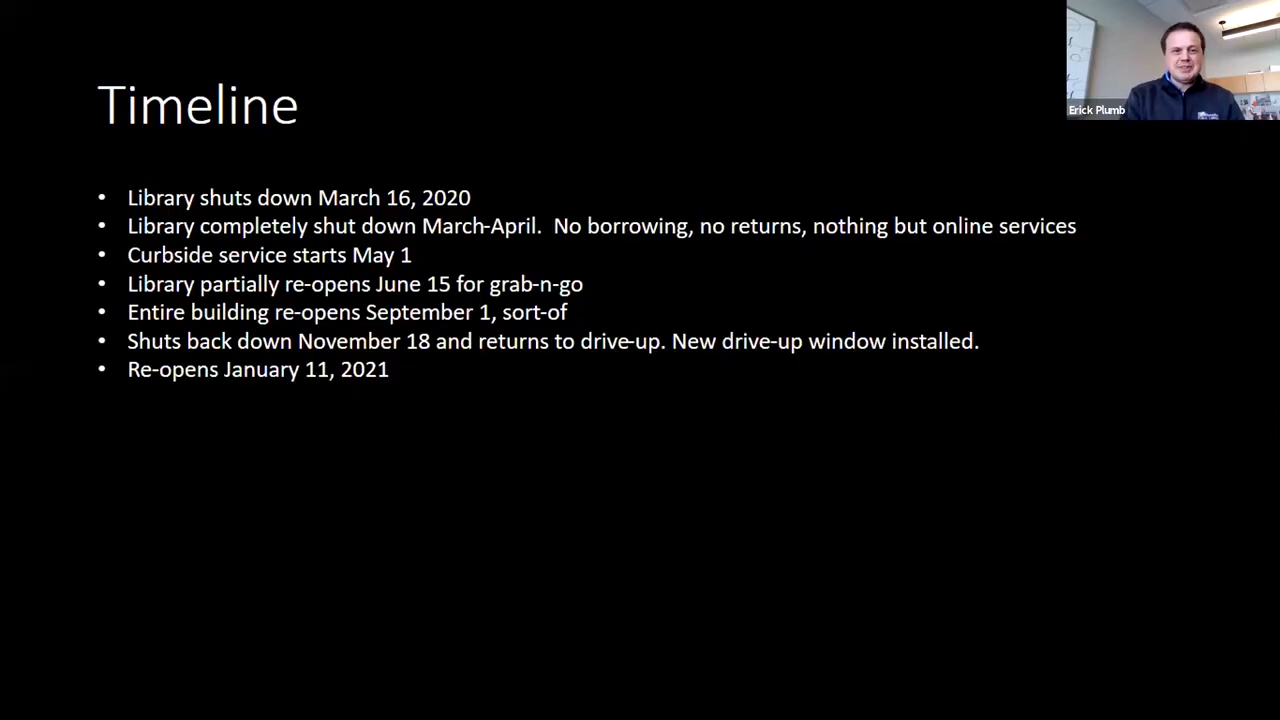 Timeline
Erick Plumb
• Library shuts down March 16, 2020
• Library completely shut down March-April.  No borrowing, no returns, nothing but online services
• Curbside service starts May 1
• Library partially re-opens June 15 for grab-n-go
• Entire building re-opens September 1, sort-of
• Shuts back down November 18 and returns to drive-up. New drive-up window installed.
• Re-opens January 11, 2021